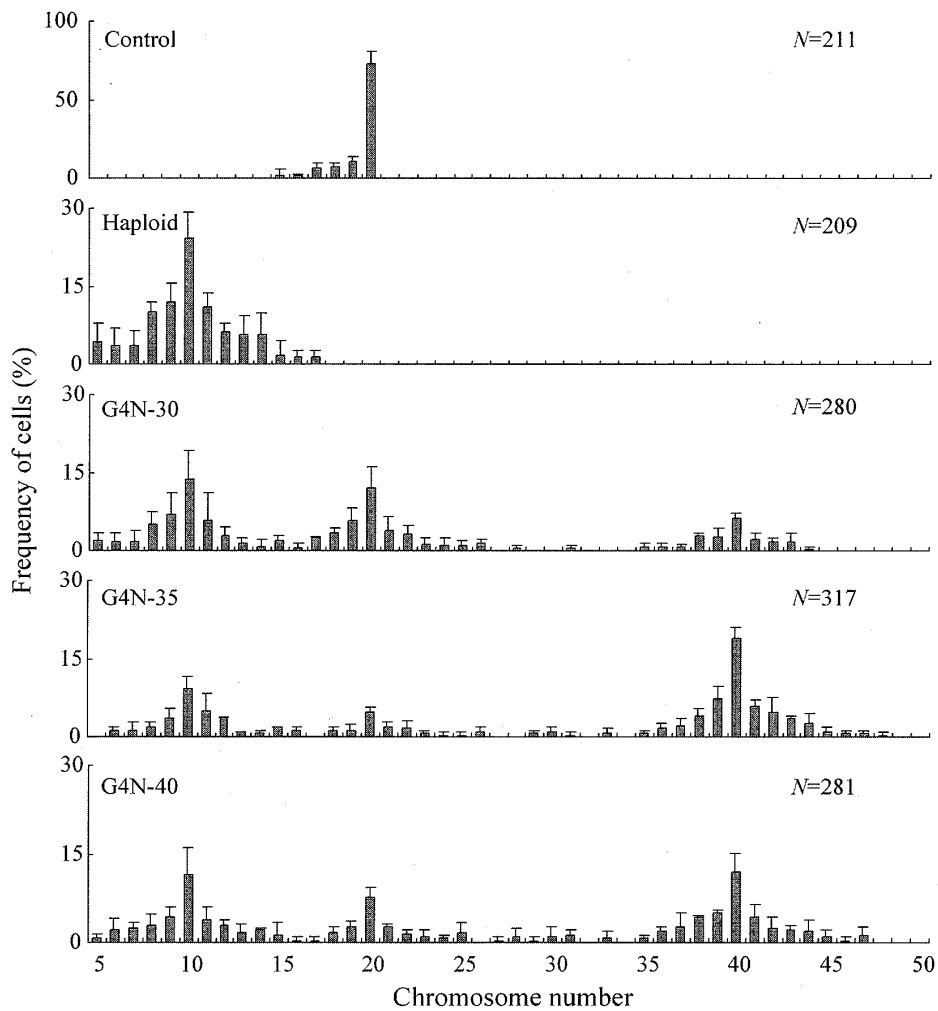 100
Control
N=211
50
0
30
Haploid
N=209
15
0
30
G4N-30
N=280
15
0
30
G4N-35
N=317
15
0
30
G4N-40
N=281
15
0
5 10 15 20 25 30 35 40 45 50
Chromosome number
Frequency of cells (%)